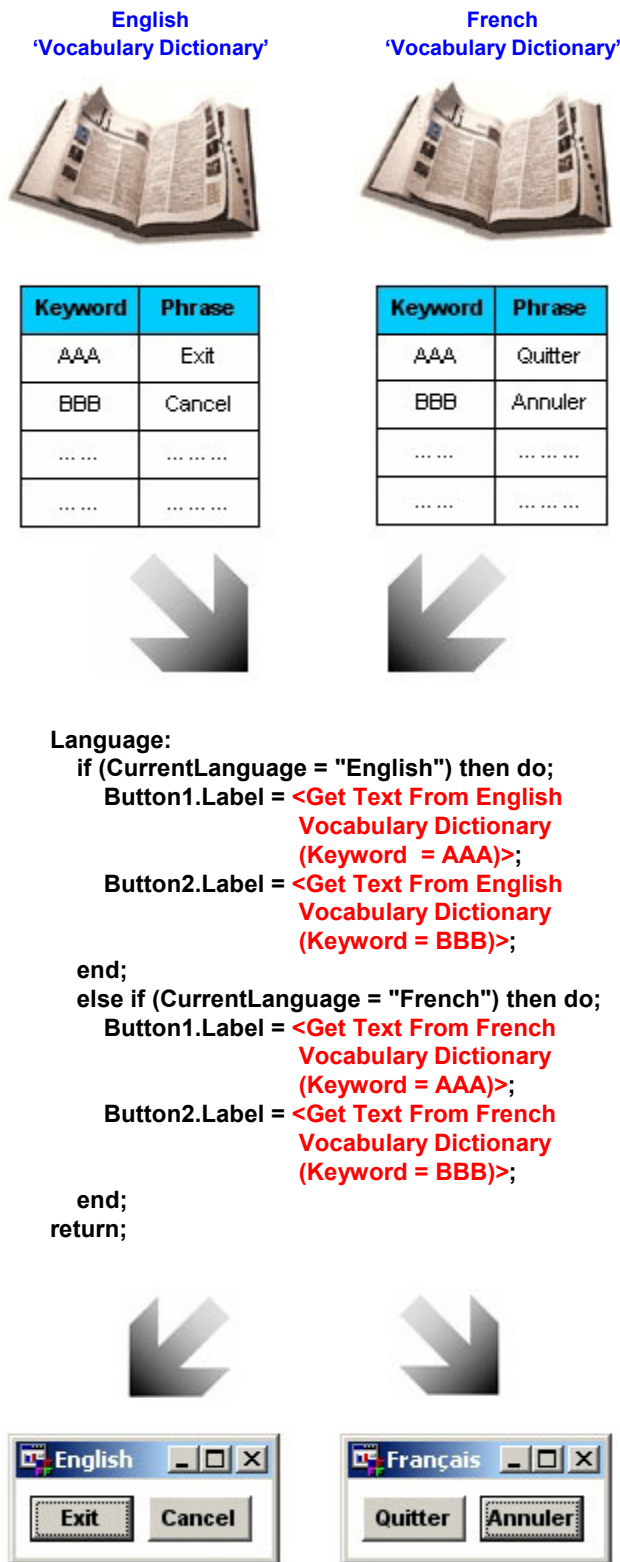 English
'Vocabulary Dictionary'
French
'Vocabulary Dictionary'
Keyword Phrase
AAA Exit
BBB Cancel
... ... ... ... ...
... ... ... ... ...
Keyword Phrase
AAA Quitter
BBB Annuler
... ... ... ... ...
... ... ... ... ...
Language:
if (CurrentLanguage = "English") then do;
Button1.Label = <Get Text From English
Vocabulary Dictionary
(Keyword = AAA)>;
Button2.Label = <Get Text From English
Vocabulary Dictionary
(Keyword = BBB)>;
end;
else if (CurrentLanguage = "French") then do;
Button1.Label = <Get Text From French
Vocabulary Dictionary
(Keyword = AAA)>;
Button2.Label = <Get Text From French
Vocabulary Dictionary
(Keyword = BBB)>;
end;
return;
English
Exit Cancel
Français
Quitter Annuler